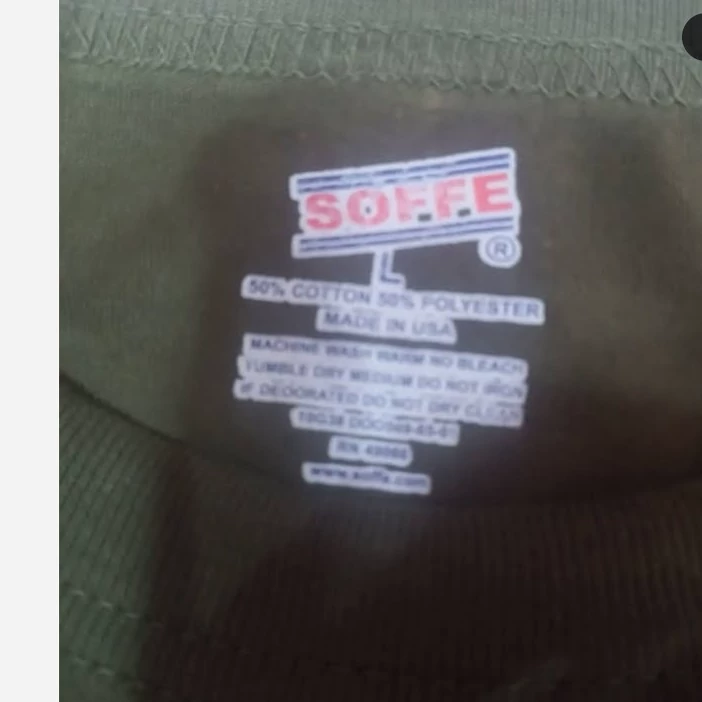 SOFFE
®
L
50% COTTON 50% POLYESTER
MADE IN USA
MACHINE WASH WARM NO BLEACH
TUMBLE DRY MEDIUM DO NOT IRON
IF DECORATED DO NOT DRY CLEAN
RN
www.soffe.com